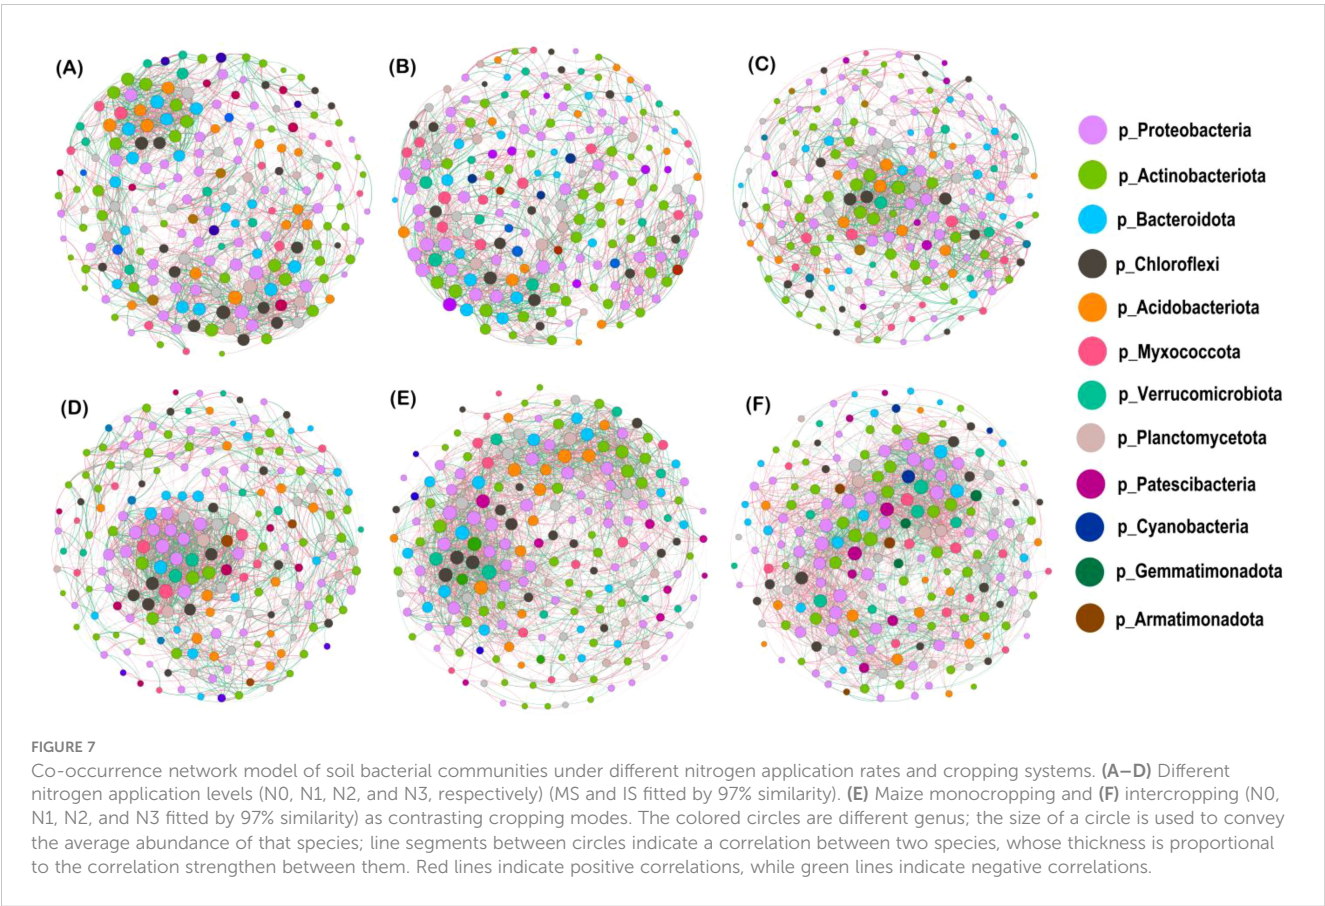 (A)
(B)
(C)
(D)
(E)
(F)
p_Proteobacteria
p_Actinobacteriota
p_Bacteroidota
p_Chloroflexi
p_Acidobacteriota
p_Myxococcota
p_Verrucomicrobiota
p_Planctomycetota
p_Patescibacteria
p_Cyanobacteria
p_Gemmatimonadota
p_Armatimonadota
FIGURE 7
Co-occurrence network model of soil bacterial communities under different nitrogen application rates and cropping systems. (A–D) Different
nitrogen application levels (N0, N1, N2, and N3, respectively) (MS and IS fitted by 97% similarity). (E) Maize monocropping and (F) intercropping (N0,
N1, N2, and N3 fitted by 97% similarity) as contrasting cropping modes. The colored circles are different genus; the size of a circle is used to convey
the average abundance of that species; line segments between circles indicate a correlation between two species, whose thickness is proportional
to the correlation strengthen between them. Red lines indicate positive correlations, while green lines indicate negative correlations.